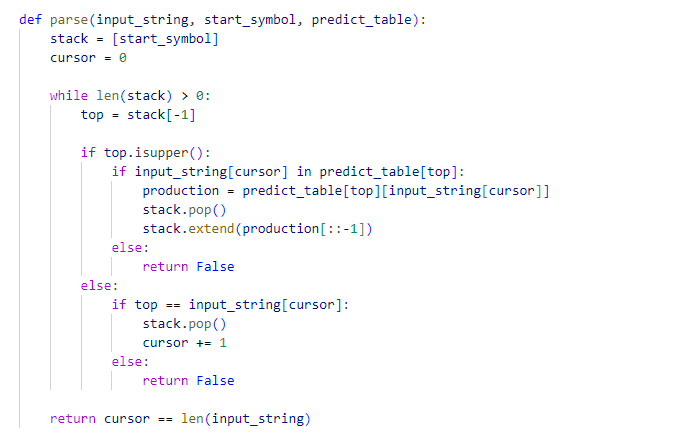 def parse(input_string, start_symbol, predict_table):
    stack = [start_symbol]
    cursor = 0
    while len(stack) > 0:
        top = stack[-1]
        if top.isupper():
            if input_string[cursor] in predict_table[top]:
                production = predict_table[top][input_string[cursor]]
                stack.pop()
                stack.extend(production[::-1])
            else:
                return False
        else:
            if top == input_string[cursor]:
                stack.pop()
                cursor += 1
            else:
                return False
    return cursor == len(input_string)